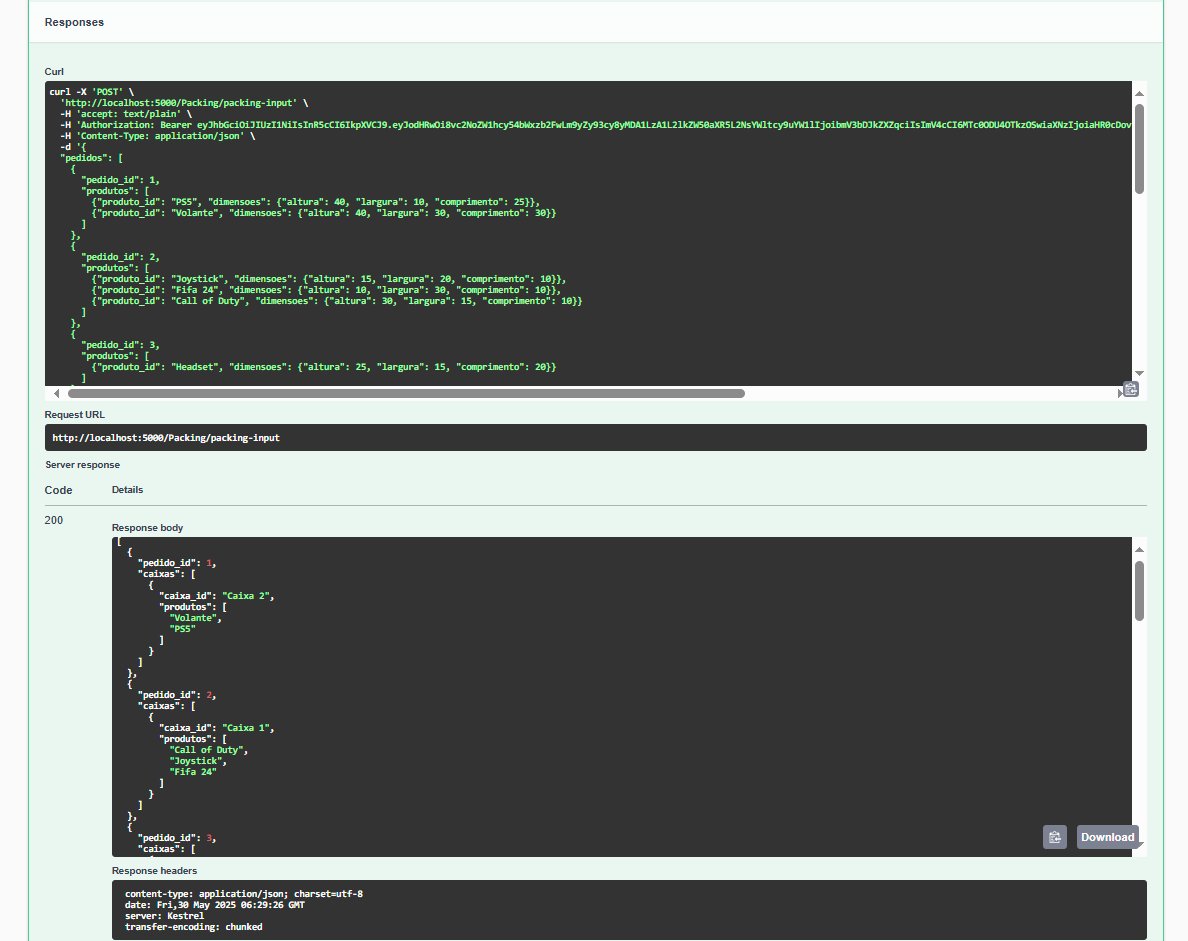 Responses
Curl
curl -X 'POST' \
'http://localhost:5000/Packing/packing-input' \
-H 'accept: text/plain' \
-H 'Authorization: Bearer
-H 'Content-Type: application/json' \
-d '{
"pedidos": [
{
"pedido_id": 1,
"produtos": [
{"produto_id": "PS5", "dimensoes": {"altura": 40, "largura": 10, "comprimento": 25}},
{"produto_id": "Volante", "dimensoes": {"altura": 40, "largura": 30, "comprimento": 30}}
]
},
{
"pedido_id": 2,
"produtos": [
{"produto_id": "Joystick", "dimensoes": {"altura": 15, "largura": 20, "comprimento": 10}},
{"produto_id": "Fifa 24", "dimensoes": {"altura": 10, "largura": 30, "comprimento": 10}},
{"produto_id": "Call of Duty", "dimensoes": {"altura": 30, "largura": 15, "comprimento": 10}}
]
},
{
"pedido_id": 3,
"produtos": [
{"produto_id": "Headset", "dimensoes": {"altura": 25, "largura": 15, "comprimento": 20}}
]
Request URL
http://localhost:5000/Packing/packing-input
Server response
Code Details
200
Response body
[
{
"pedido_id": 1,
"caixas": [
{
"caixa_id": "Caixa 2",
"produtos": [
"Volante",
"PS5"
]
}
]
},
{
"pedido_id": 2,
"caixas": [
{
"caixa_id": "Caixa 1",
"produtos": [
"Call of Duty",
"Joystick",
"Fifa 24"
]
}
]
},
{
"pedido_id": 3,
"caixas": [
Download
Response headers
content-type: application/json; charset=utf-8
date: Fri,30 May 2025 06:29:26 GMT
server: Kestrel
transfer-encoding: chunked